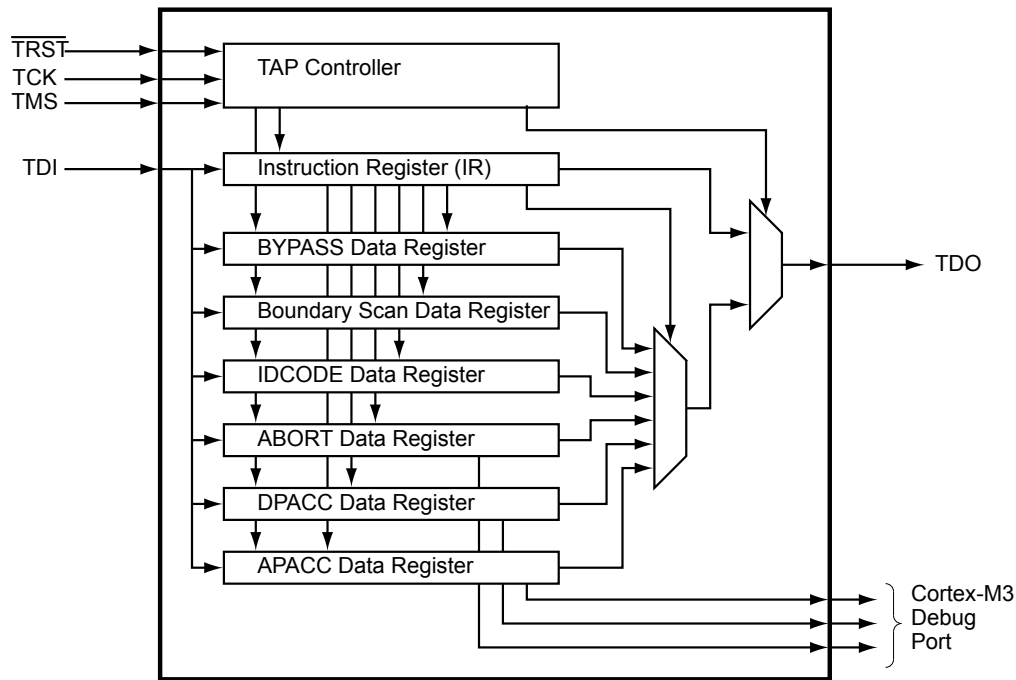 TRST
TCK
TMS
TDI
TAP Controller
Instruction Register (IR)
BYPASS Data Register
Boundary Scan Data Register
IDCODE Data Register
ABORT Data Register
DPACC Data Register
APACC Data Register
TDO
Cortex-M3
Debug
Port